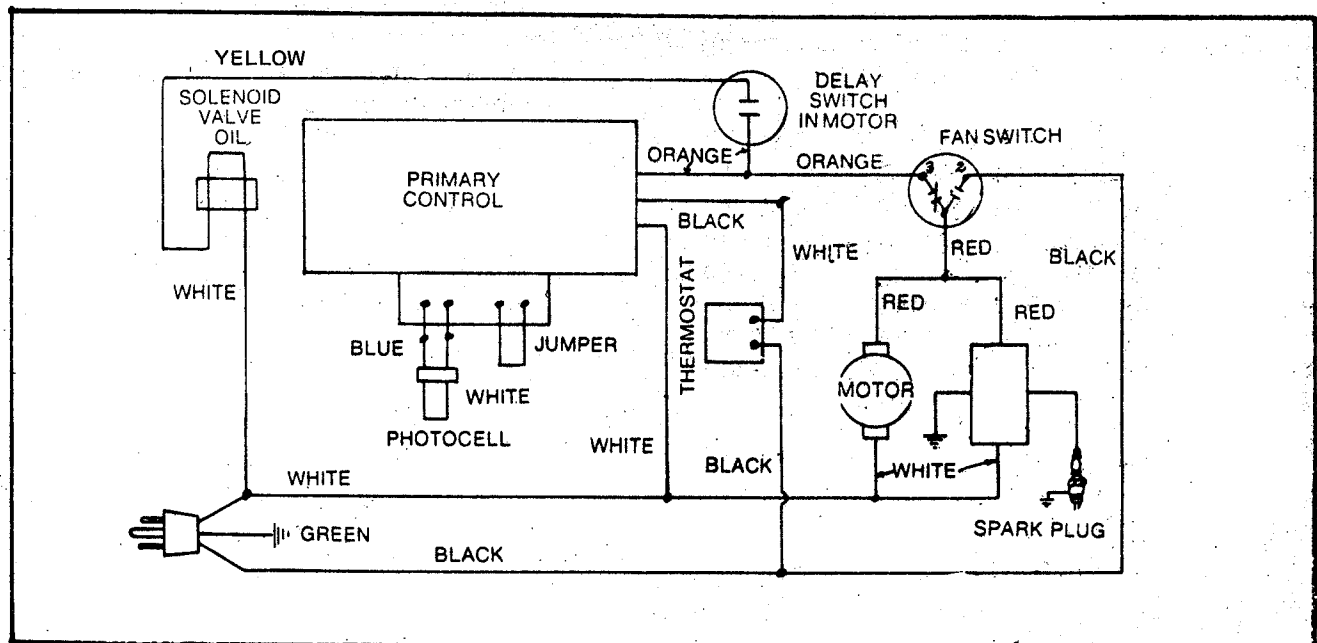 YELLOW
SOLENOID
VALVE
OIL
DELAY
SWITCH
IN MOTOR
FAN SWITCH
ORANGE
ORANGE
3
2
PRIMARY
CONTROL
BLACK
WHITE
RED
BLACK
WHITE
THERMOSTAT
RED
RED
BLUE
JUMPER
WHITE
MOTOR
PHOTOCELL
WHITE
BLACK
WHITE
WHITE
SPARK PLUG
GREEN
BLACK